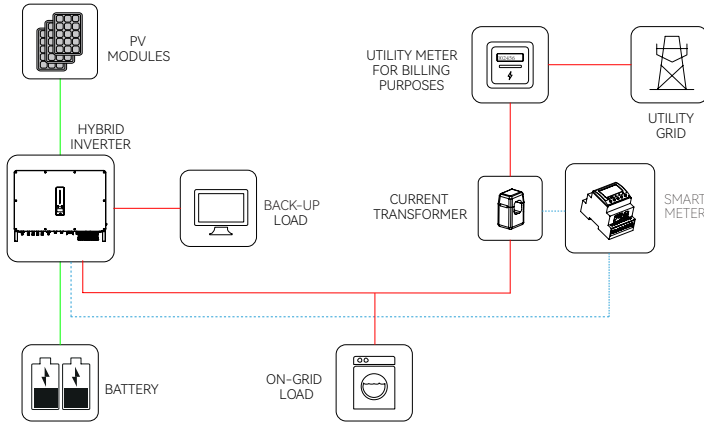 PV
MODULES
UTILITY METER
FOR BILLING
PURPOSES
UTILITY
GRID
HYBRID
INVERTER
BACK-UP
LOAD
CURRENT
TRANSFORMER
SMART
METER
BATTERY
ON-GRID
LOAD